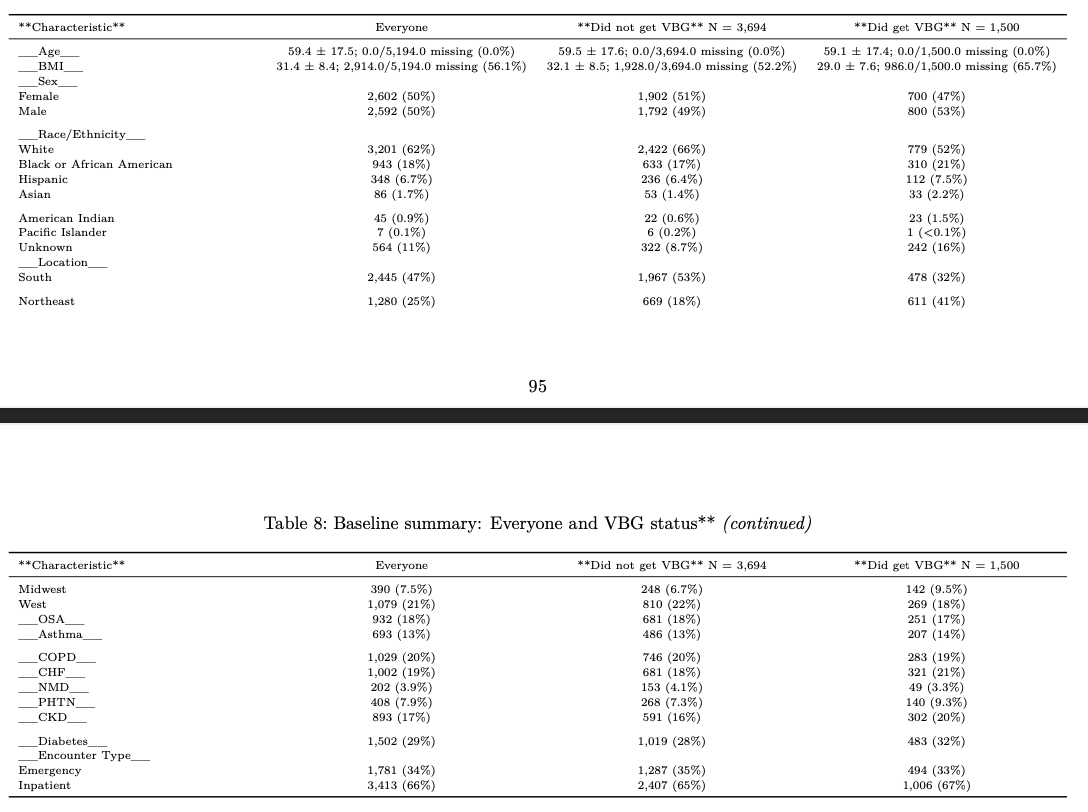 **Characteristic** Everyone **Did not get VBG** N = 3,694 **Did get VBG** N = 1,500
__Age__ 59.4 ± 17.5; 0.0/5,194.0 missing (0.0%) 59.5 ± 17.6; 0.0/3,694.0 missing (0.0%) 59.1 ± 17.4; 0.0/1,500.0 missing (0.0%)
__BMI__ 31.4 ± 8.4; 2,914.0/5,194.0 missing (56.1%) 32.1 ± 8.5; 1,928.0/3,694.0 missing (52.2%) 29.0 ± 7.6; 986.0/1,500.0 missing (65.7%)
__Sex__
Female 2,602 (50%) 1,902 (51%) 700 (47%)
Male 2,592 (50%) 1,792 (49%) 800 (53%)
__Race/Ethnicity__
White 3,201 (62%) 2,422 (66%) 779 (52%)
Black or African American 943 (18%) 633 (17%) 310 (21%)
Hispanic 348 (6.7%) 236 (6.4%) 112 (7.5%)
Asian 86 (1.7%) 53 (1.4%) 33 (2.2%)
American Indian 45 (0.9%) 22 (0.6%) 23 (1.5%)
Pacific Islander 7 (0.1%) 6 (0.2%) 1 (<0.1%)
Unknown 564 (11%) 322 (8.7%) 242 (16%)
__Location__
South 2,445 (47%) 1,967 (53%) 478 (32%)
Northeast 1,280 (25%) 669 (18%) 611 (41%)
95
Table 8: Baseline summary: Everyone and VBG status** (continued)
**Characteristic** Everyone **Did not get VBG** N = 3,694 **Did get VBG** N = 1,500
Midwest 390 (7.5%) 248 (6.7%) 142 (9.5%)
West 1,079 (21%) 810 (22%) 269 (18%)
__OSA__ 932 (18%) 681 (18%) 251 (17%)
__Asthma__ 693 (13%) 486 (13%) 207 (14%)
__COPD__ 1,029 (20%) 746 (20%) 283 (19%)
__CHF__ 1,002 (19%) 681 (18%) 321 (21%)
__NMD__ 202 (3.9%) 153 (4.1%) 49 (3.3%)
__PHTN__ 408 (7.9%) 268 (7.3%) 140 (9.3%)
__CKD__ 893 (17%) 591 (16%) 302 (20%)
__Diabetes__ 1,502 (29%) 1,019 (28%) 483 (32%)
__Encounter Type__
Emergency 1,781 (34%) 1,287 (35%) 494 (33%)
Inpatient 3,413 (66%) 2,407 (65%) 1,006 (67%)